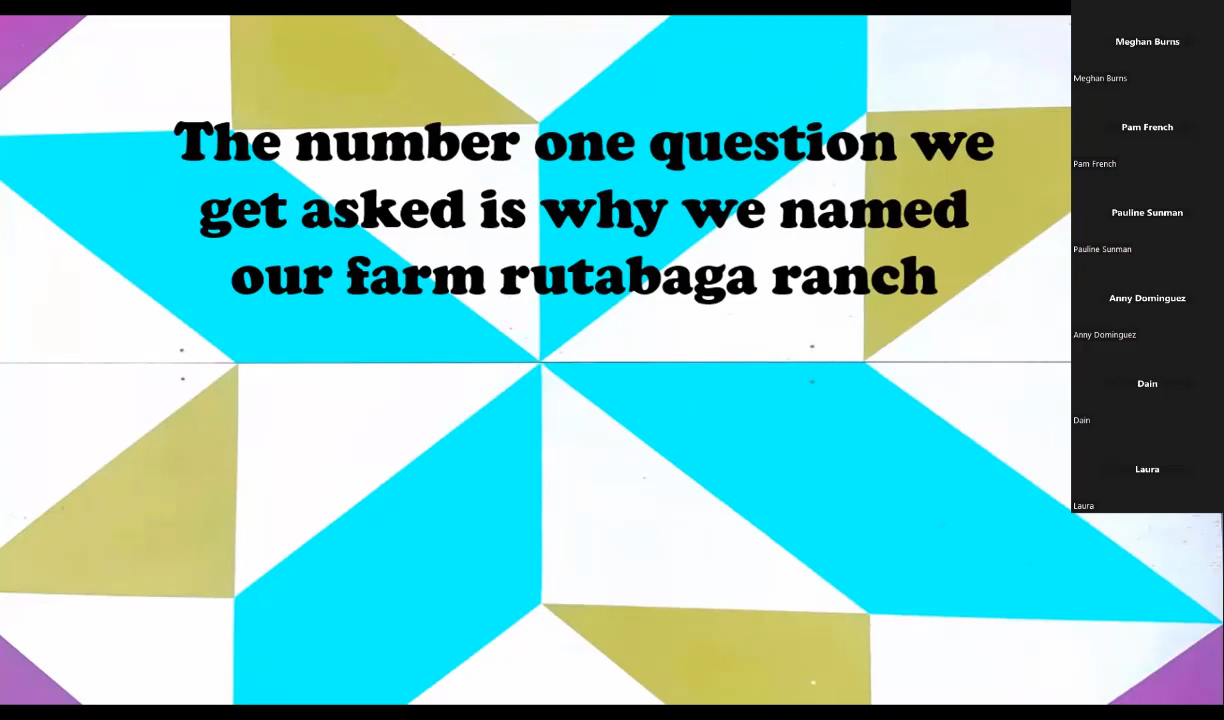 The number one question we
get asked is why we named
our farm rutabaga ranch
Meghan Burns
Meghan Burns
Pam French
Pam French
Pauline Sunman
Pauline Sunman
Anny Dominguez
Anny Dominguez
Dain
Dain
Laura
Laura